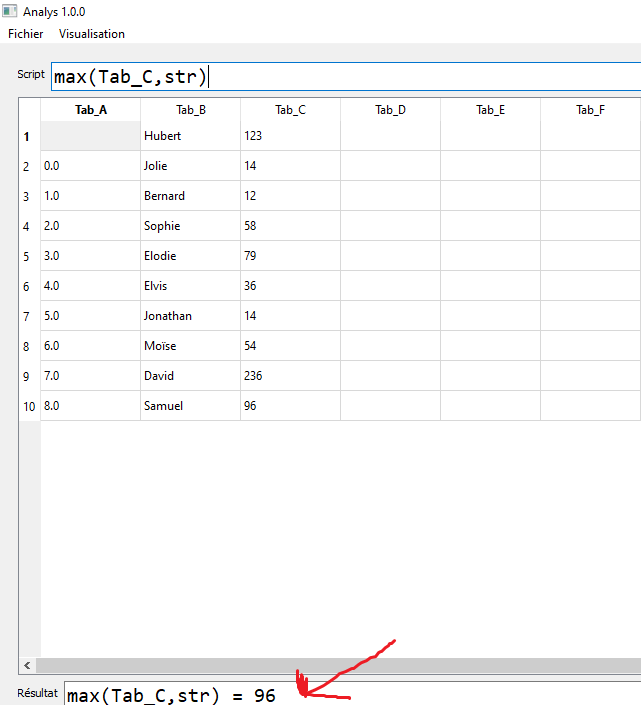 Analys 1.0.0
Fichier Visualisation
Script max(Tab_C,str)
Tab_A Tab_B Tab_C Tab_D Tab_E Tab_F
1 Hubert 123
2 0.0 Jolie 14
3 1.0 Bernard 12
4 2.0 Sophie 58
5 3.0 Elodie 79
6 4.0 Elvis 36
7 5.0 Jonathan 14
8 6.0 Moïse 54
9 7.0 David 236
10 8.0 Samuel 96
Résultat max(Tab_C,str) = 96